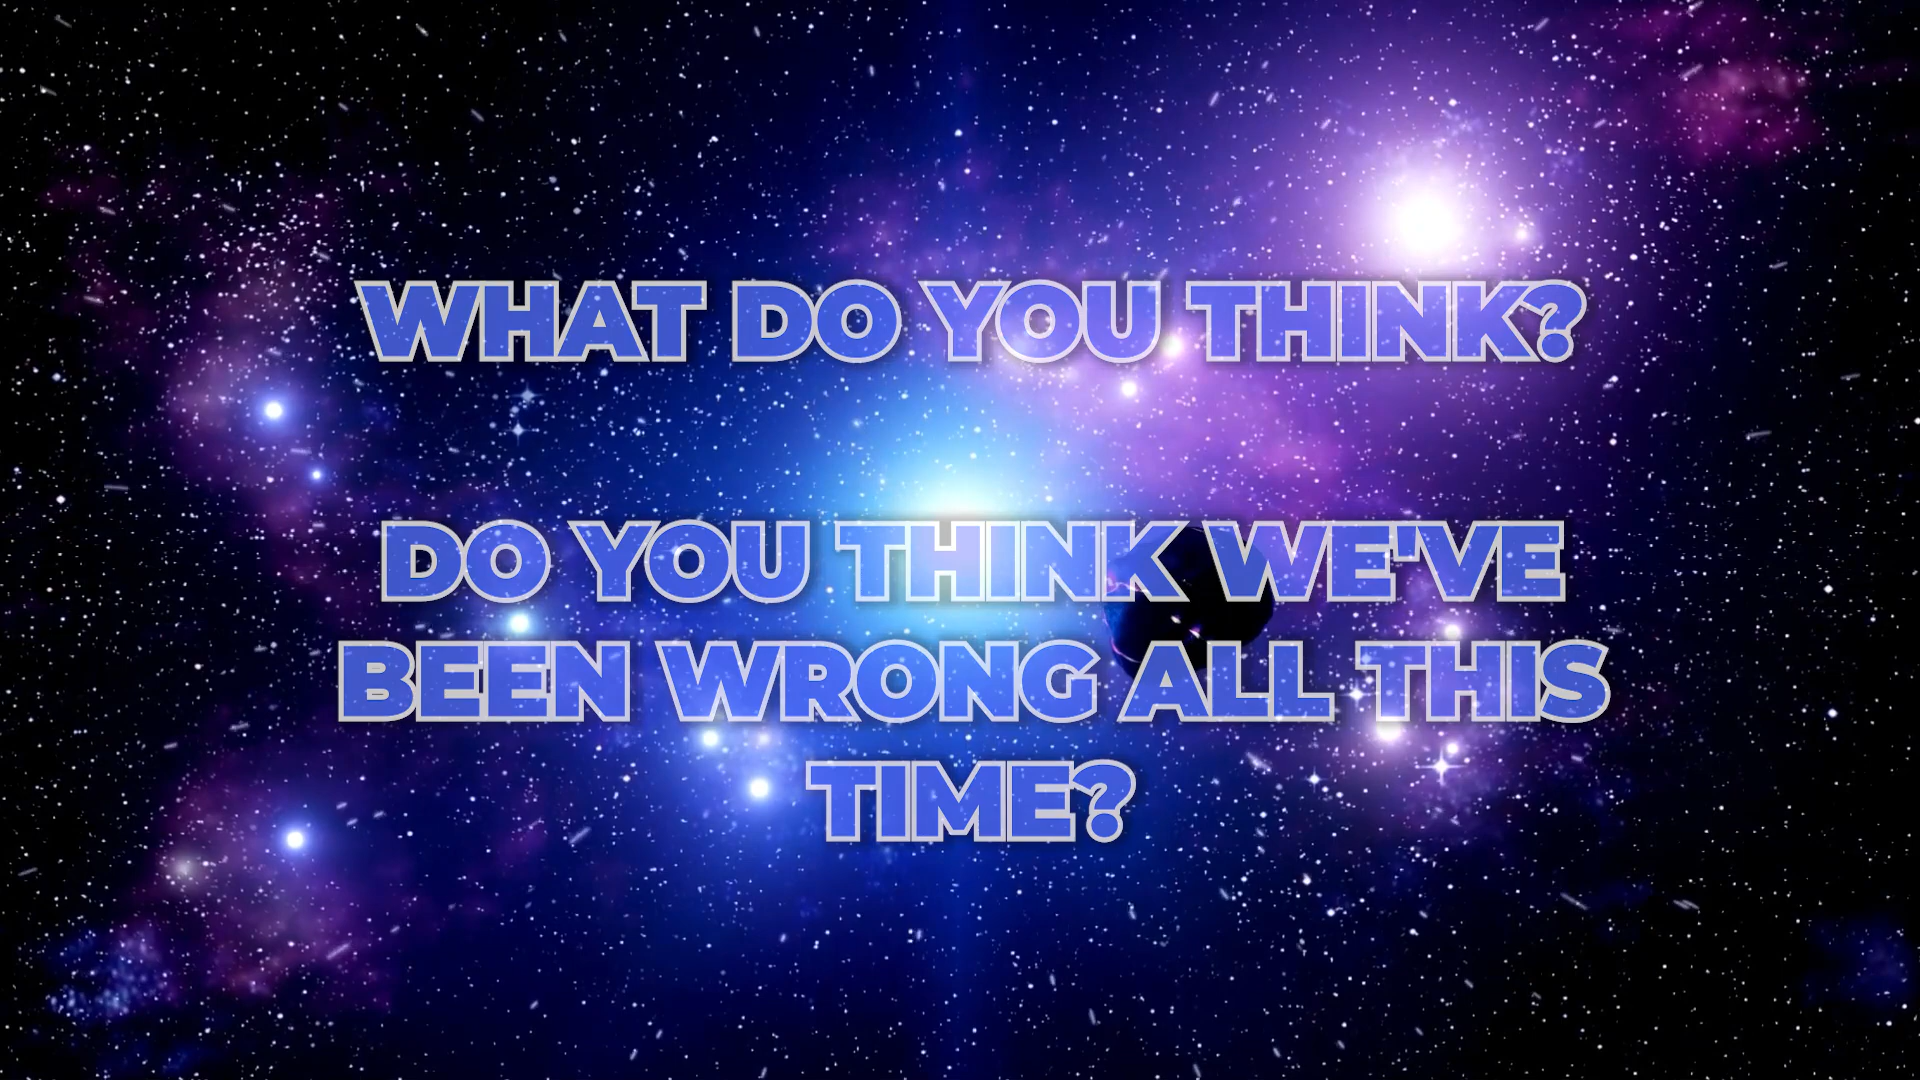 WHAT DO YOU THINK?
DO YOU THINK WE'VE
BEEN WRONG ALL THIS
TIME?